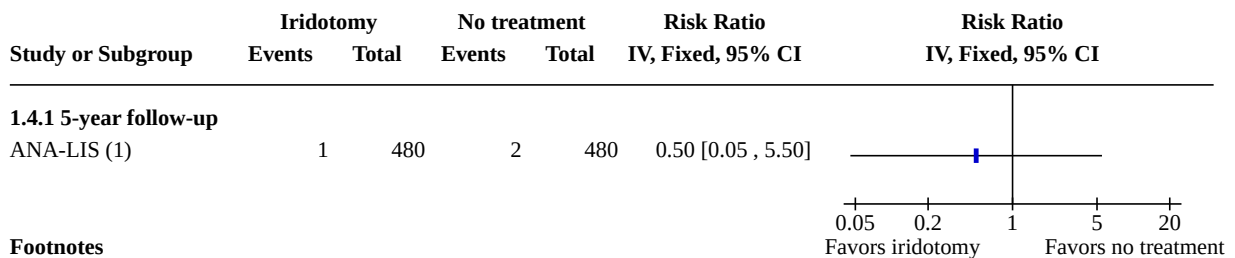 Iridotomy No treatment Risk Ratio Risk Ratio
Study or Subgroup Events Total Events Total IV, Fixed, 95% CI IV, Fixed, 95% CI
1.4.1 5-year follow-up
ANA-LIS (1) 1 480 2 480 0.50 [0.05 , 5.50]
0.05 0.2 1 5 20
Footnotes Favors iridotomy Favors no treatment